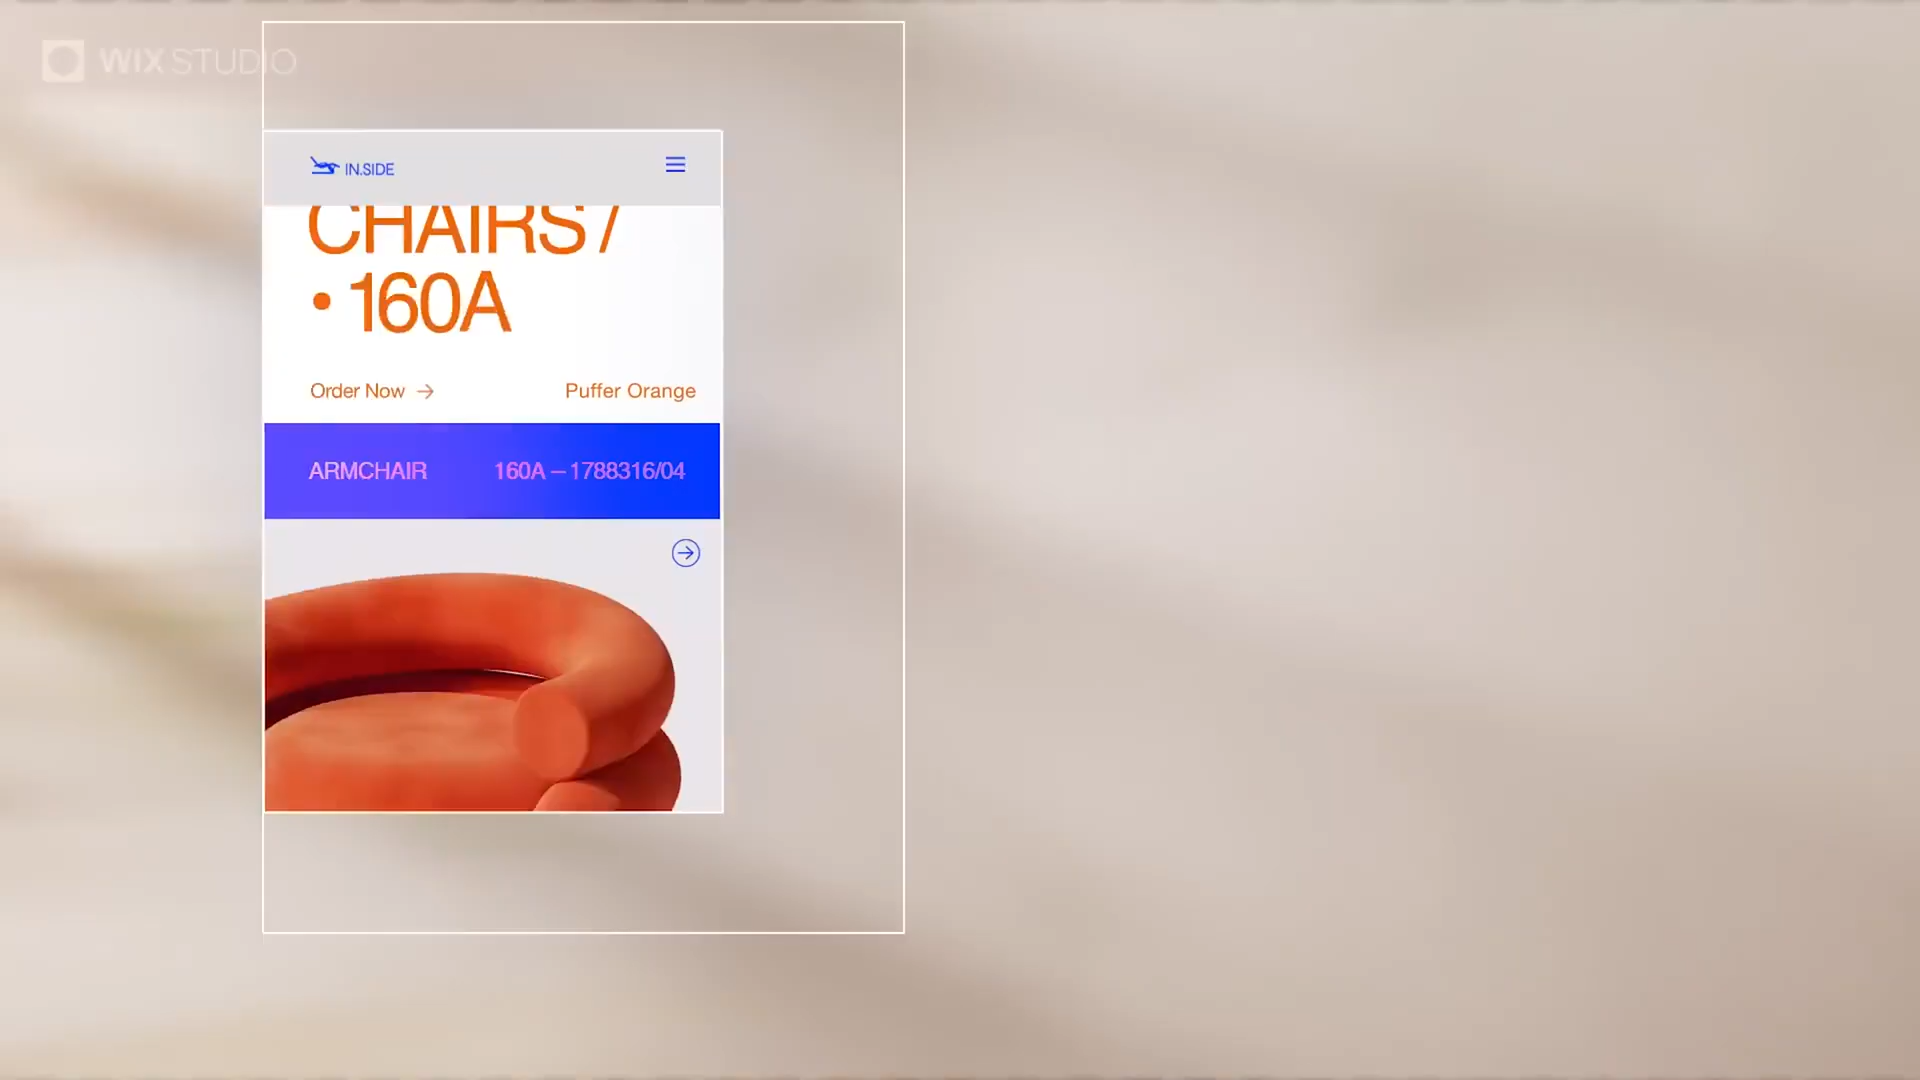 WIX STUDIO
IN.SIDE
CHAIRS /
• 160A
Order Now →
Puffer Orange
ARMCHAIR
160A – 1788316/04